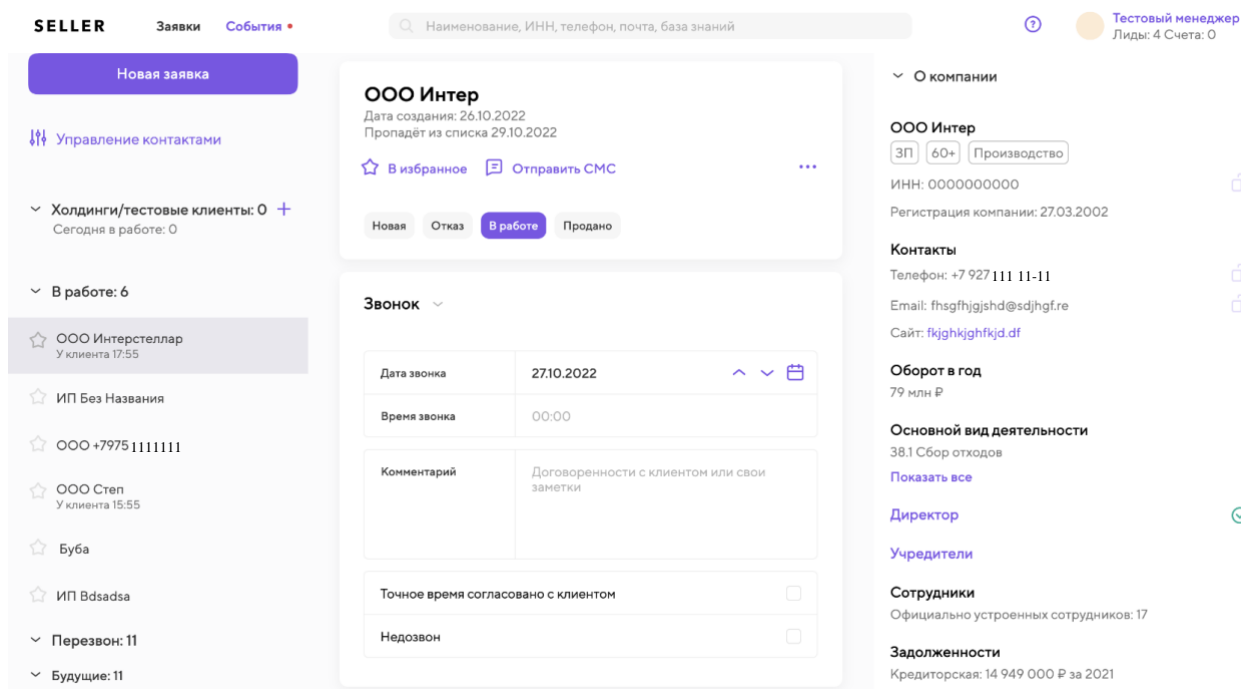 SELLER
Заявки
События
Наименование, ИНН, телефон, почта, база знаний
Тестовый менеджер
Лиды: 4 Счета: 0
Новая заявка
Управление контактами
Холдинги/тестовые клиенты: 0
Сегодня в работе: 0
В работе: 6
ООО Интерстеллар
У клиента 17:55
ИП Без Названия
ООО +7975 1111111
ООО Степ
У клиента 15:55
Буба
ИП Bdsadsa
Перезвон: 11
Будущие: 11
ООО Интер
Дата создания: 26.10.2022
Пропадёт из списка 29.10.2022
В избранное
Отправить СМС
Новая
Отказ
В работе
Продано
Звонок
Дата звонка
27.10.2022
Время звонка
00:00
Комментарий
Договоренности с клиентом или свои
заметки
Точное время согласовано с клиентом
Недозвон
О компании
ООО Интер
ЗП 60+ Производство
ИНН: 0000000000
Регистрация компании: 27.03.2002
Контакты
Телефон: +7 927 111 11-11
Email: fhsgfhjgjshd@sdjhgf.re
Сайт: fkjghkjghfkjd.df
Оборот в год
79 млн ₽
Основной вид деятельности
38.1 Сбор отходов
Показать все
Директор
Учредители
Сотрудники
Официально устроенных сотрудников: 17
Задолженности
Кредиторская: 14 949 000 ₽ за 2021